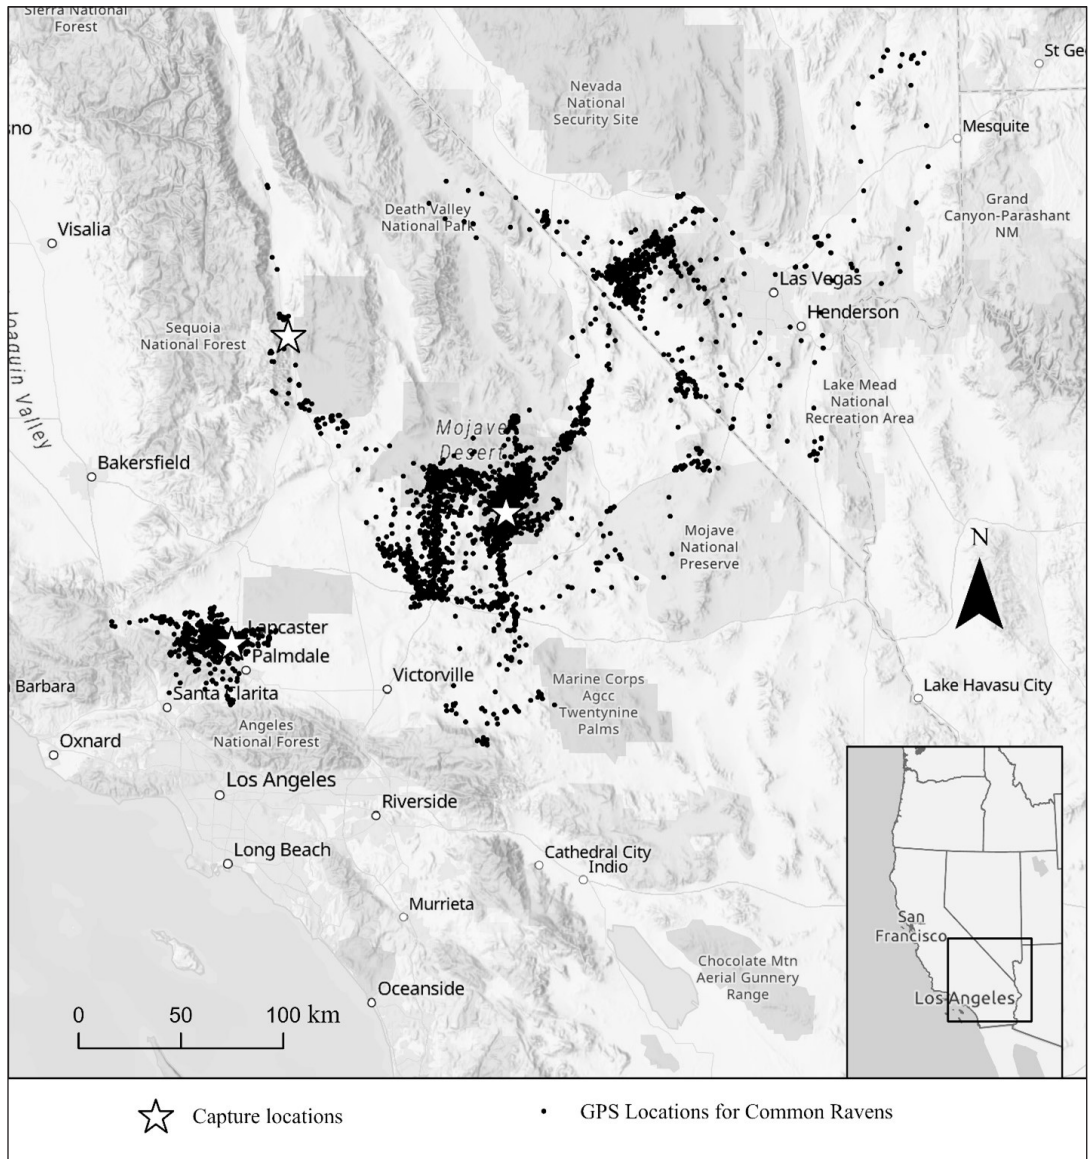 Sierra National
Forest
Nevada
National
Security Site
St Ge
sno
Mesquite
Grand
Canyon-Parashant
NM
Death Valley
National Park
Visalia
Las Vegas
Henderson
Sequoia
National Forest
Joaquin Valley
Lake Mead
National
Recreation Area
Mojave
Desert
Bakersfield
Mojave
National
Preserve
N
Lancaster
Palmdale
Victorville
Barbara
Santa Clarita
Marine Corps
Agcc
Twentynine
Palms
Lake Havasu City
Angeles
National Forest
Oxnard
Los Angeles
Riverside
Long Beach
Cathedral City
Indio
Murrieta
San
Francisco
Chocolate Mtn
Aerial Gunnery
Range
Oceanside
Los Angeles
0 50 100 km
Capture locations
GPS Locations for Common Ravens